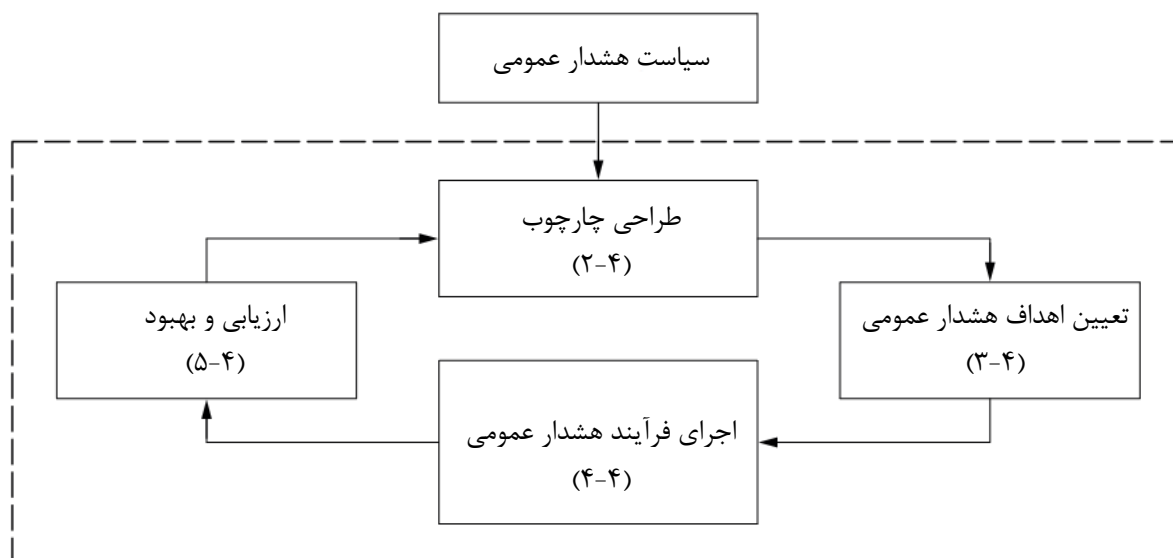 سیاست هشدار عمومی
طراحی چارچوب
(۲-۴)
تعیین اهداف هشدار عمومی
(۳-۴)
اجرای فرآیند هشدار عمومی
(۴-۴)
ارزیابی و بهبود
(۵-۴)